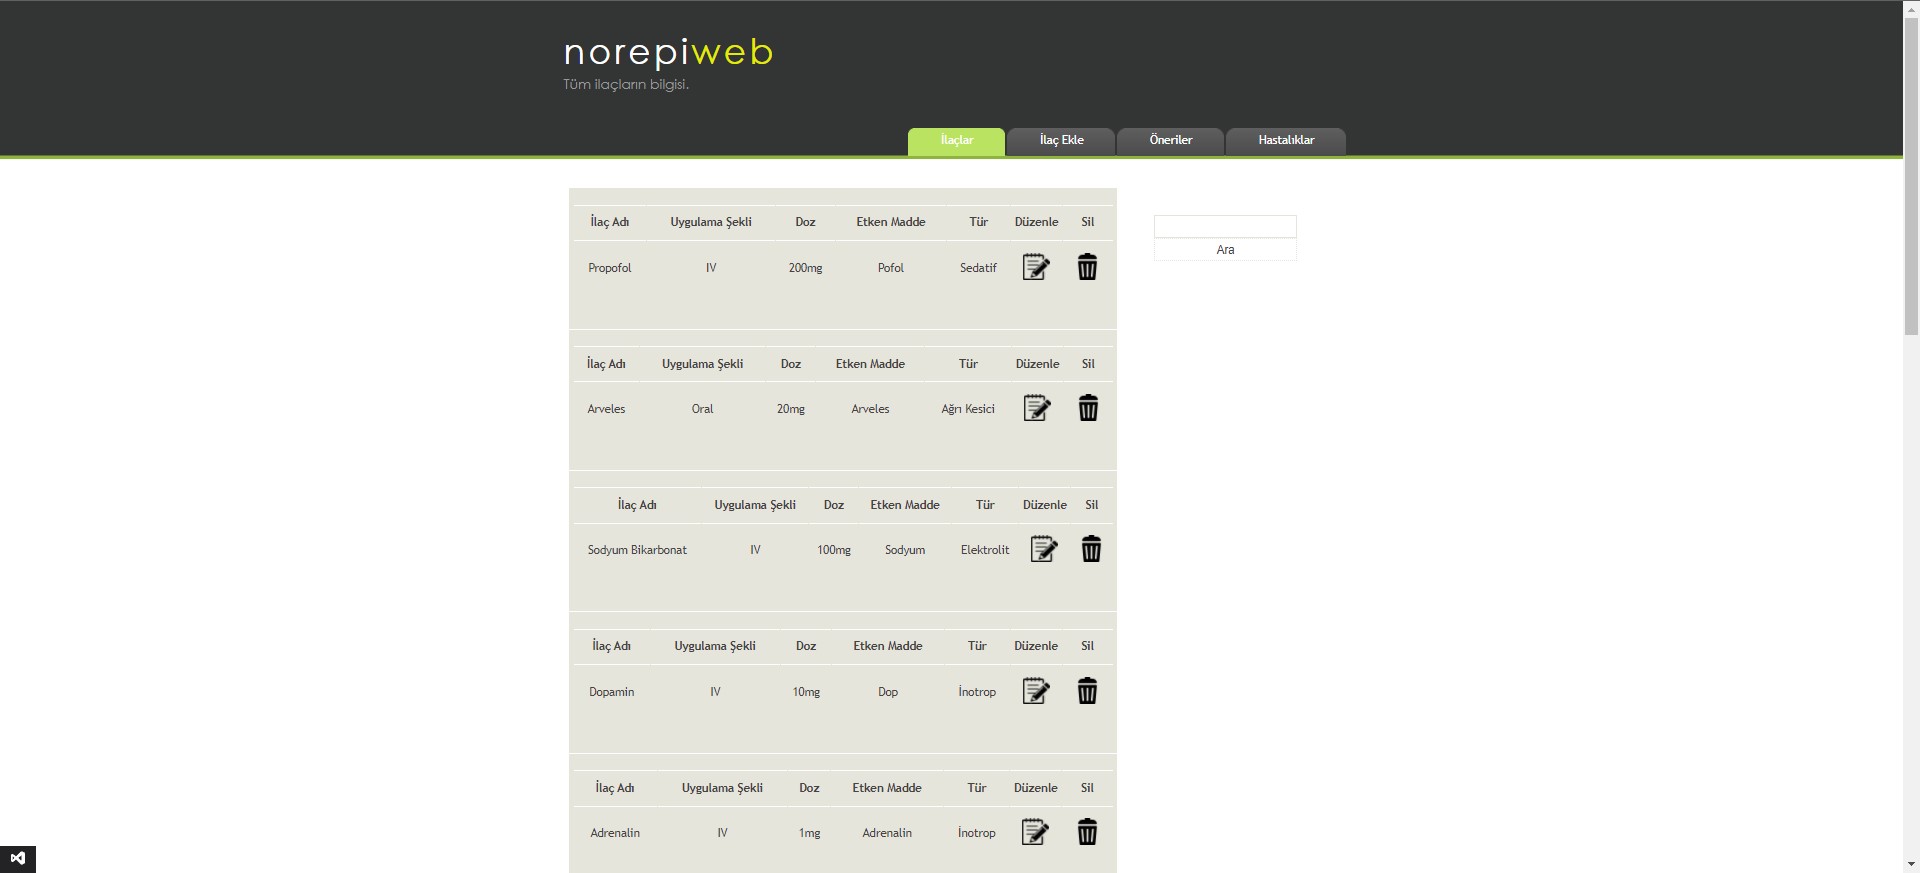 norepiweb
Tüm ilaçların bilgisi.
İlaçlar İlaç Ekle Öneriler Hastalıklar
İlaç Adı Uygulama Şekli Doz Etken Madde Tür Düzenle Sil
Propofol IV 200mg Pofol Sedatif
Ara
İlaç Adı Uygulama Şekli Doz Etken Madde Tür Düzenle Sil
Arveles Oral 20mg Arveles Ağrı Kesici
İlaç Adı Uygulama Şekli Doz Etken Madde Tür Düzenle Sil
Sodyum Bikarbonat IV 100mg Sodyum Elektrolit
İlaç Adı Uygulama Şekli Doz Etken Madde Tür Düzenle Sil
Dopamin IV 10mg Dop İnotrop
İlaç Adı Uygulama Şekli Doz Etken Madde Tür Düzenle Sil
Adrenalin IV 1mg Adrenalin İnotrop